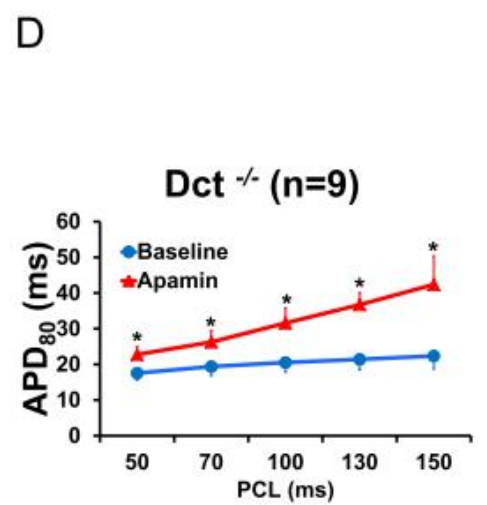 D
Dct -/- (n=9)
APD80 (ms)
60
50
40
30
20
10
0
Baseline
Apamin
*
*
*
*
*
50 70 100 130 150
PCL (ms)